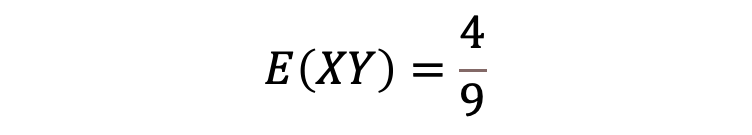 E(XY) = 4/9